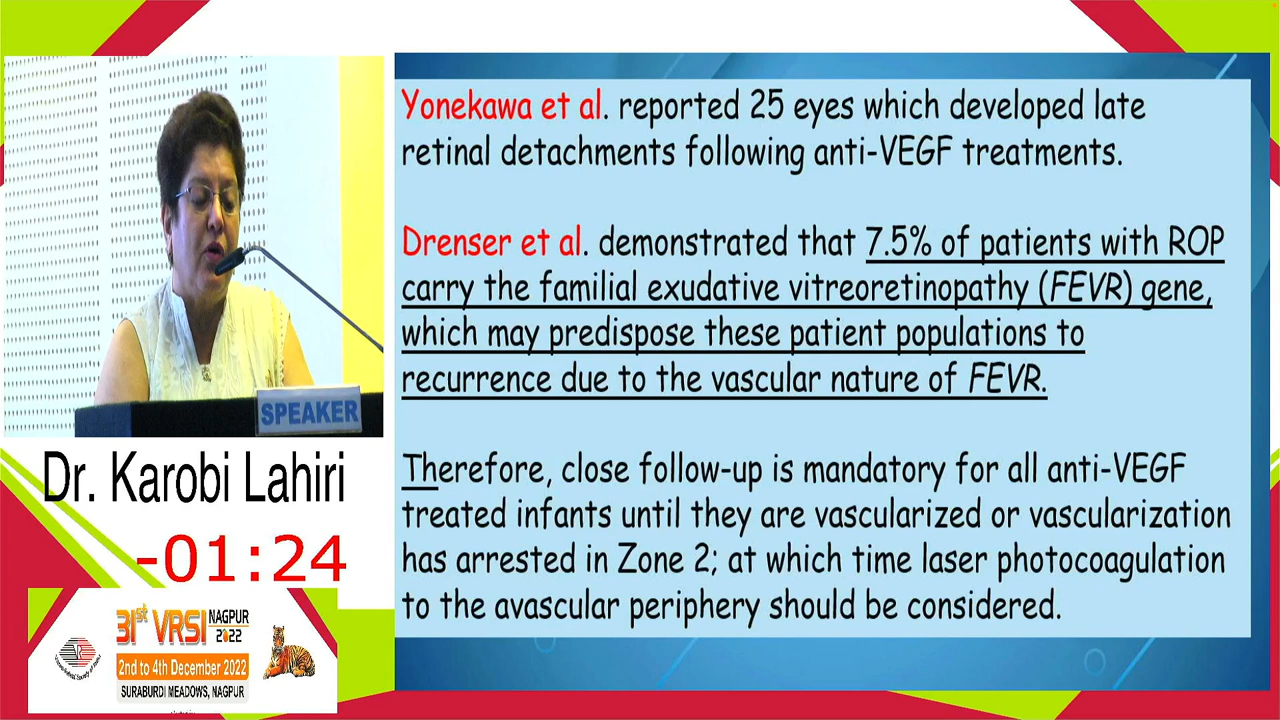 Yonekawa et al. reported 25 eyes which developed late
retinal detachments following anti-VEGF treatments.
Drenser et al. demonstrated that 7.5% of patients with ROP
carry the familial exudative vitreoretinopathy (FEVR) gene,
which may predispose these patient populations to
recurrence due to the vascular nature of FEVR.
Therefore, close follow-up is mandatory for all anti-VEGF
treated infants until they are vascularized or vascularization
has arrested in Zone 2; at which time laser photocoagulation
to the avascular periphery should be considered.
SPEAKER
Dr. Karobi Lahiri
-01:24
31st VRSI NAGPUR 2022
2nd to 4th December 2022
SURABURDI MEADOWS, NAGPUR